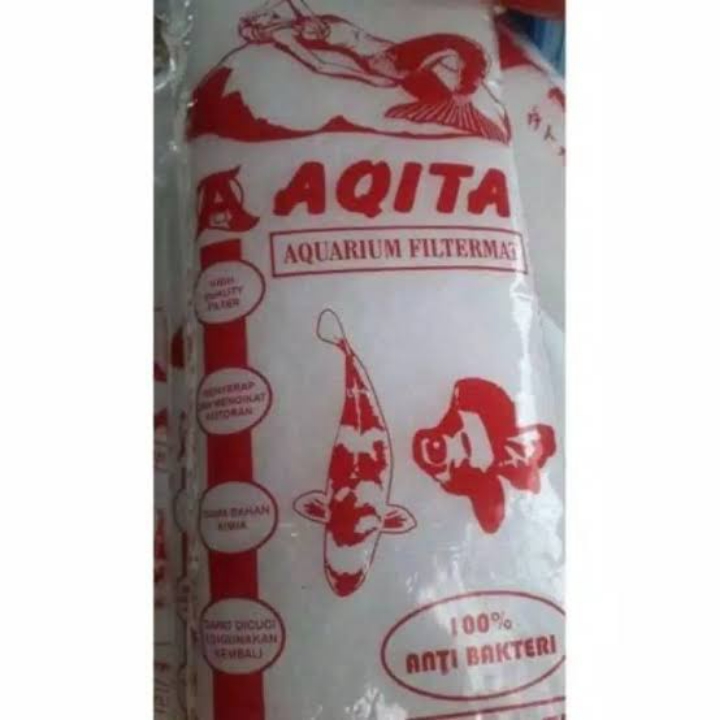 A AQITA
AQUARIUM FILTERMAT
HIGH
QUALITY
FILTER
MENYERAP
DAN MENGIKAT
KOTORAN
TANPA BAHAN
KIMIA
DAPAT DICUCI
DIGUNAKAN
KEMBALI
100%
ANTI BAKTERI